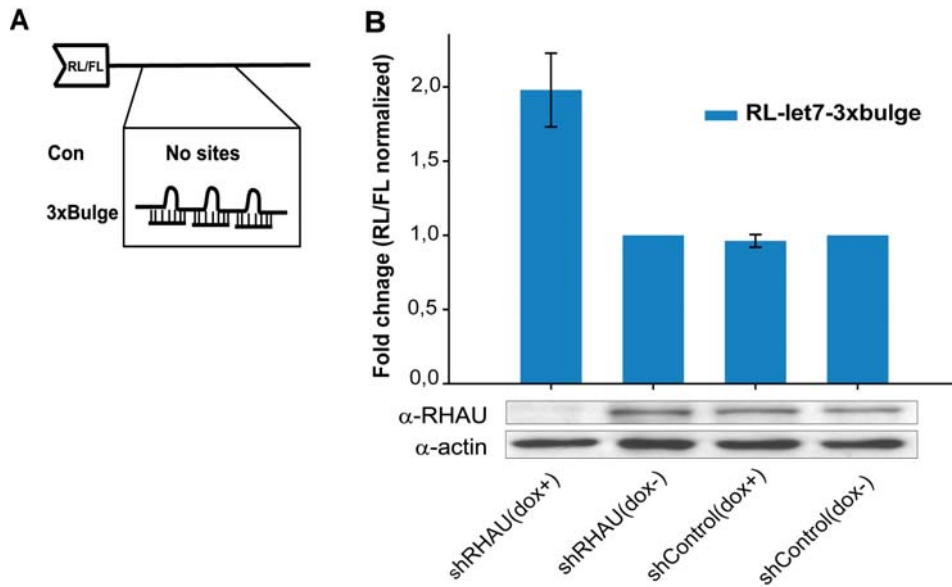 A
RL/FL
Con
No sites
3xBulge
B
Fold chnage (RL/FL normalized)
2,0
1,5
1,0
0,5
0,0
RL-let7-3xbulge
α-RHAU
α-actin
shRHAU(dox+)
shRHAU(dox-)
shControl(dox+)
shControl(dox-)